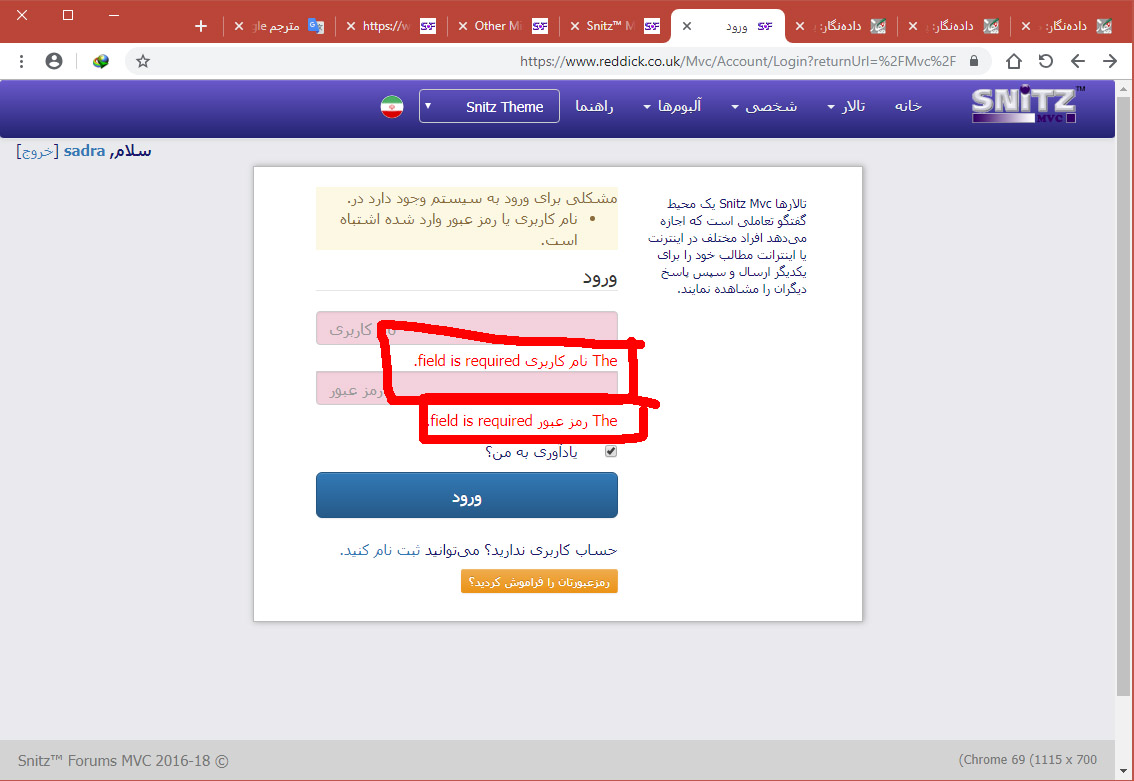 داده‌نگار:
داده‌نگار:
داده‌نگار:
ورود
Snitz™ M
Other Mi
https://w
مترجم gle
https://www.reddick.co.uk/Mvc/Account/Login?returnUrl=%2FMvc%2F
SNiTZ™ MVC
خانه
تالار
شخصی
آلبوم‌ها
راهنما
Snitz Theme
سلام, sadra [خروج]
تالارها Snitz Mvc یک محیط
گفتگو تعاملی است که اجازه
می‌دهد افراد مختلف در اینترنت
یا اینترانت مطالب خود را برای
یکدیگر ارسال و سپس پاسخ
دیگران را مشاهده نمایند.
مشکلی برای ورود به سیستم وجود دارد در.
• نام کاربری یا رمز عبور وارد شده اشتباه
است.
ورود
نام کاربری
The نام کاربری field is required.
رمز عبور
The رمز عبور field is required.
یادآوری به من؟
ورود
حساب کاربری ندارید؟ می‌توانید ثبت نام کنید.
رمزعبورتان را فراموش کردید؟
Snitz™ Forums MVC 2016-18 ©
(Chrome 69 (1115 x 700